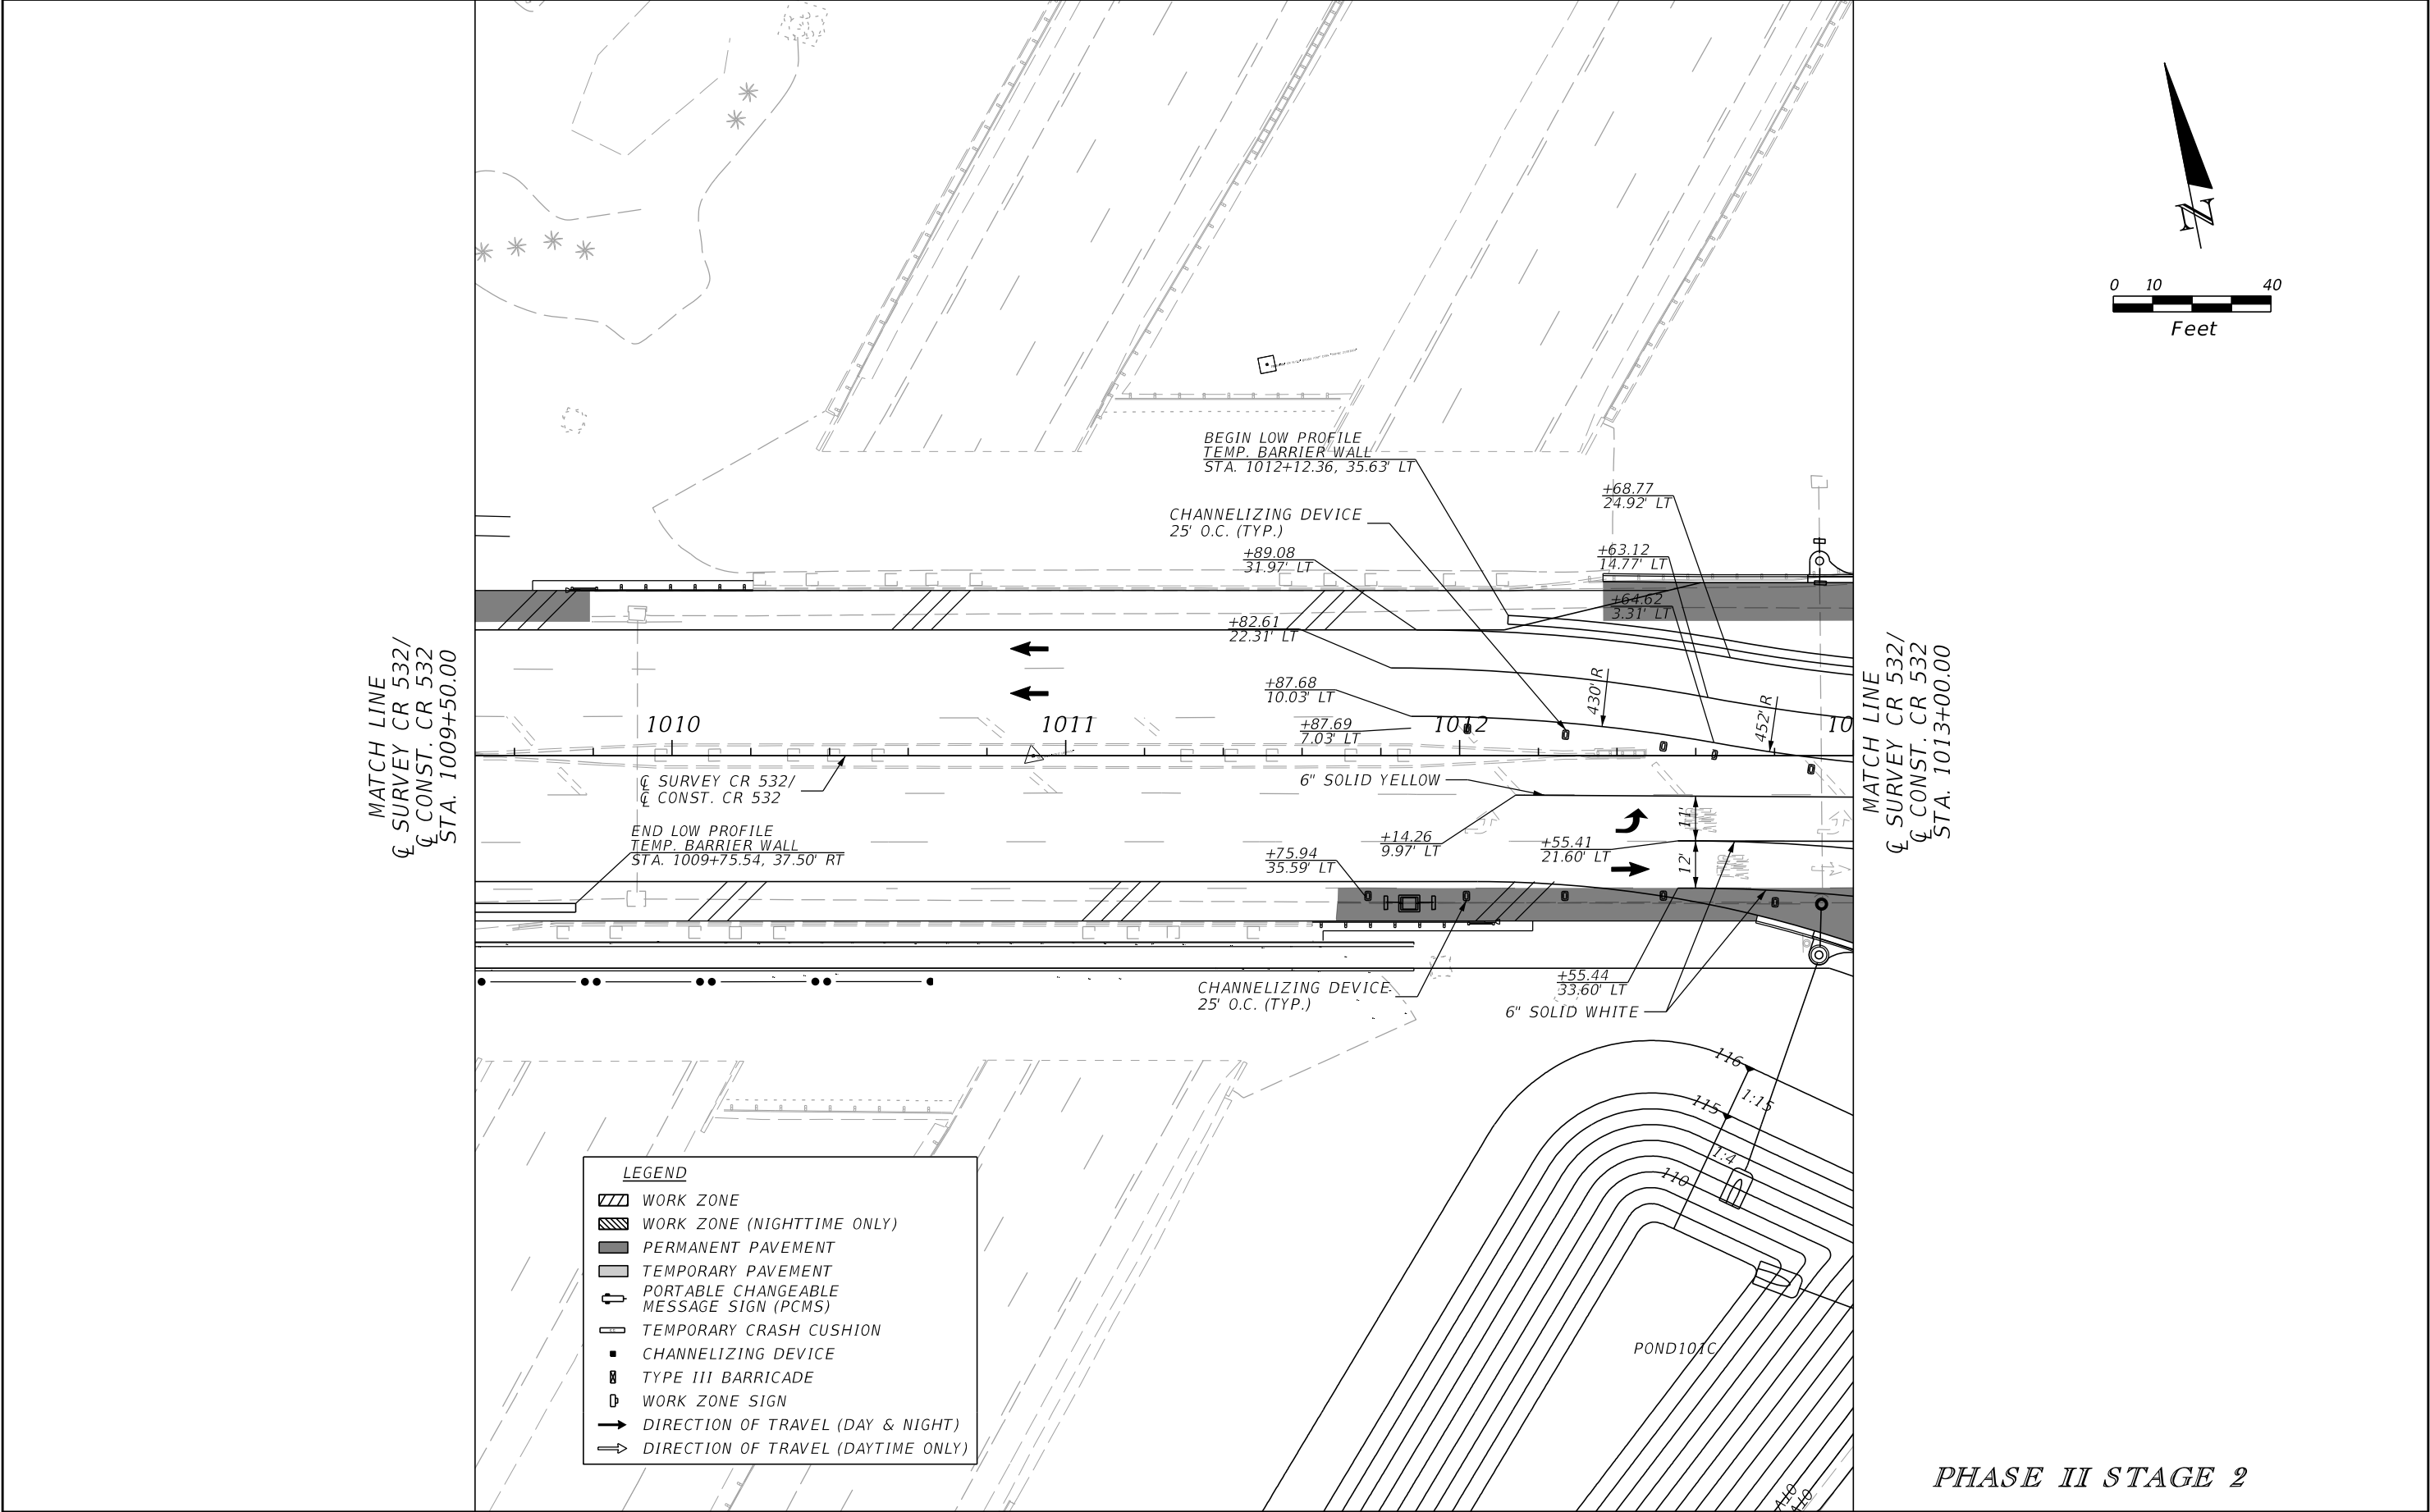 0 10 40
Feet
BEGIN LOW PROFILE
TEMP. BARRIER WALL
STA. 1012+12.36, 35.63' LT
+68.77
24.92' LT
CHANNELIZING DEVICE
25' O.C. (TYP.)
+89.08
31.97' LT
+63.12
14.77' LT
+64.62
3.31' LT
+82.61
22.31' LT
+87.68
10.03' LT
430' R
452' R
+87.69
7.03' LT
1010
1011
1012
10
MATCH LINE
℄ SURVEY CR 532/
℄ CONST. CR 532
STA. 1009+50.00
MATCH LINE
℄ SURVEY CR 532/
℄ CONST. CR 532
STA. 1013+00.00
℄ SURVEY CR 532/
℄ CONST. CR 532
6" SOLID YELLOW
END LOW PROFILE
TEMP. BARRIER WALL
STA. 1009+75.54, 37.50' RT
+14.26
9.97' LT
+55.41
21.60' LT
11'
12'
+75.94
35.59' LT
CHANNELIZING DEVICE
25' O.C. (TYP.)
+55.44
33.60' LT
6" SOLID WHITE
116
1:15
115
1:4
110
POND101C
LEGEND
WORK ZONE
WORK ZONE (NIGHTTIME ONLY)
PERMANENT PAVEMENT
TEMPORARY PAVEMENT
PORTABLE CHANGEABLE
MESSAGE SIGN (PCMS)
TEMPORARY CRASH CUSHION
CHANNELIZING DEVICE
TYPE III BARRICADE
WORK ZONE SIGN
DIRECTION OF TRAVEL (DAY & NIGHT)
DIRECTION OF TRAVEL (DAYTIME ONLY)
PHASE II STAGE 2